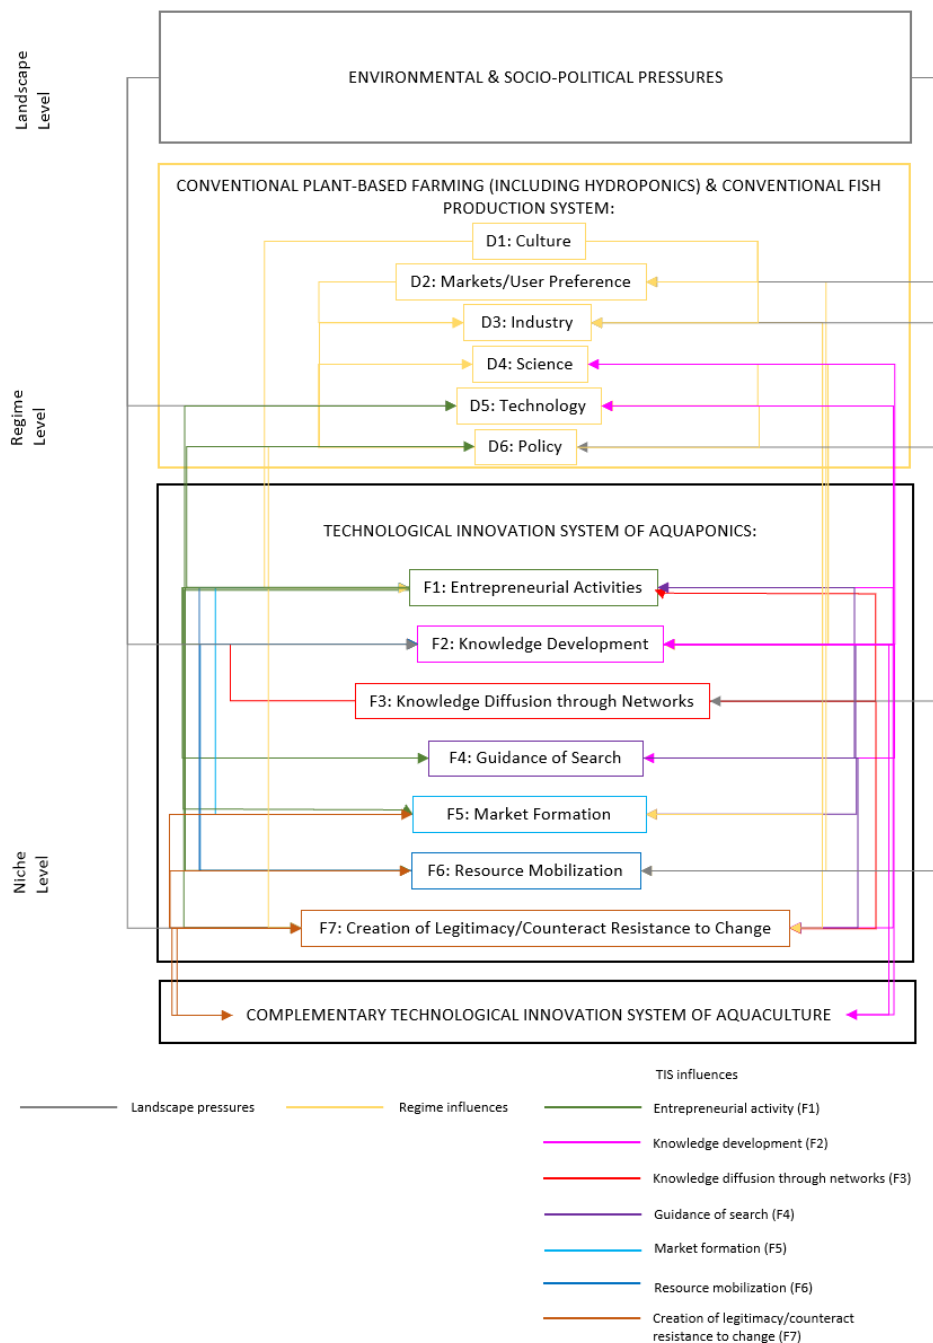 Landscape
Level
ENVIRONMENTAL & SOCIO-POLITICAL PRESSURES
Regime
Level
CONVENTIONAL PLANT-BASED FARMING (INCLUDING HYDROPONICS) & CONVENTIONAL FISH
PRODUCTION SYSTEM:
D1: Culture
D2: Markets/User Preference
D3: Industry
D4: Science
D5: Technology
D6: Policy
Niche
Level
TECHNOLOGICAL INNOVATION SYSTEM OF AQUAPONICS:
F1: Entrepreneurial Activities
F2: Knowledge Development
F3: Knowledge Diffusion through Networks
F4: Guidance of Search
F5: Market Formation
F6: Resource Mobilization
F7: Creation of Legitimacy/Counteract Resistance to Change
COMPLEMENTARY TECHNOLOGICAL INNOVATION SYSTEM OF AQUACULTURE
TIS influences
Landscape pressures
Regime influences
Entrepreneurial activity (F1)
Knowledge development (F2)
Knowledge diffusion through networks (F3)
Guidance of search (F4)
Market formation (F5)
Resource mobilization (F6)
Creation of legitimacy/counteract
resistance to change (F7)